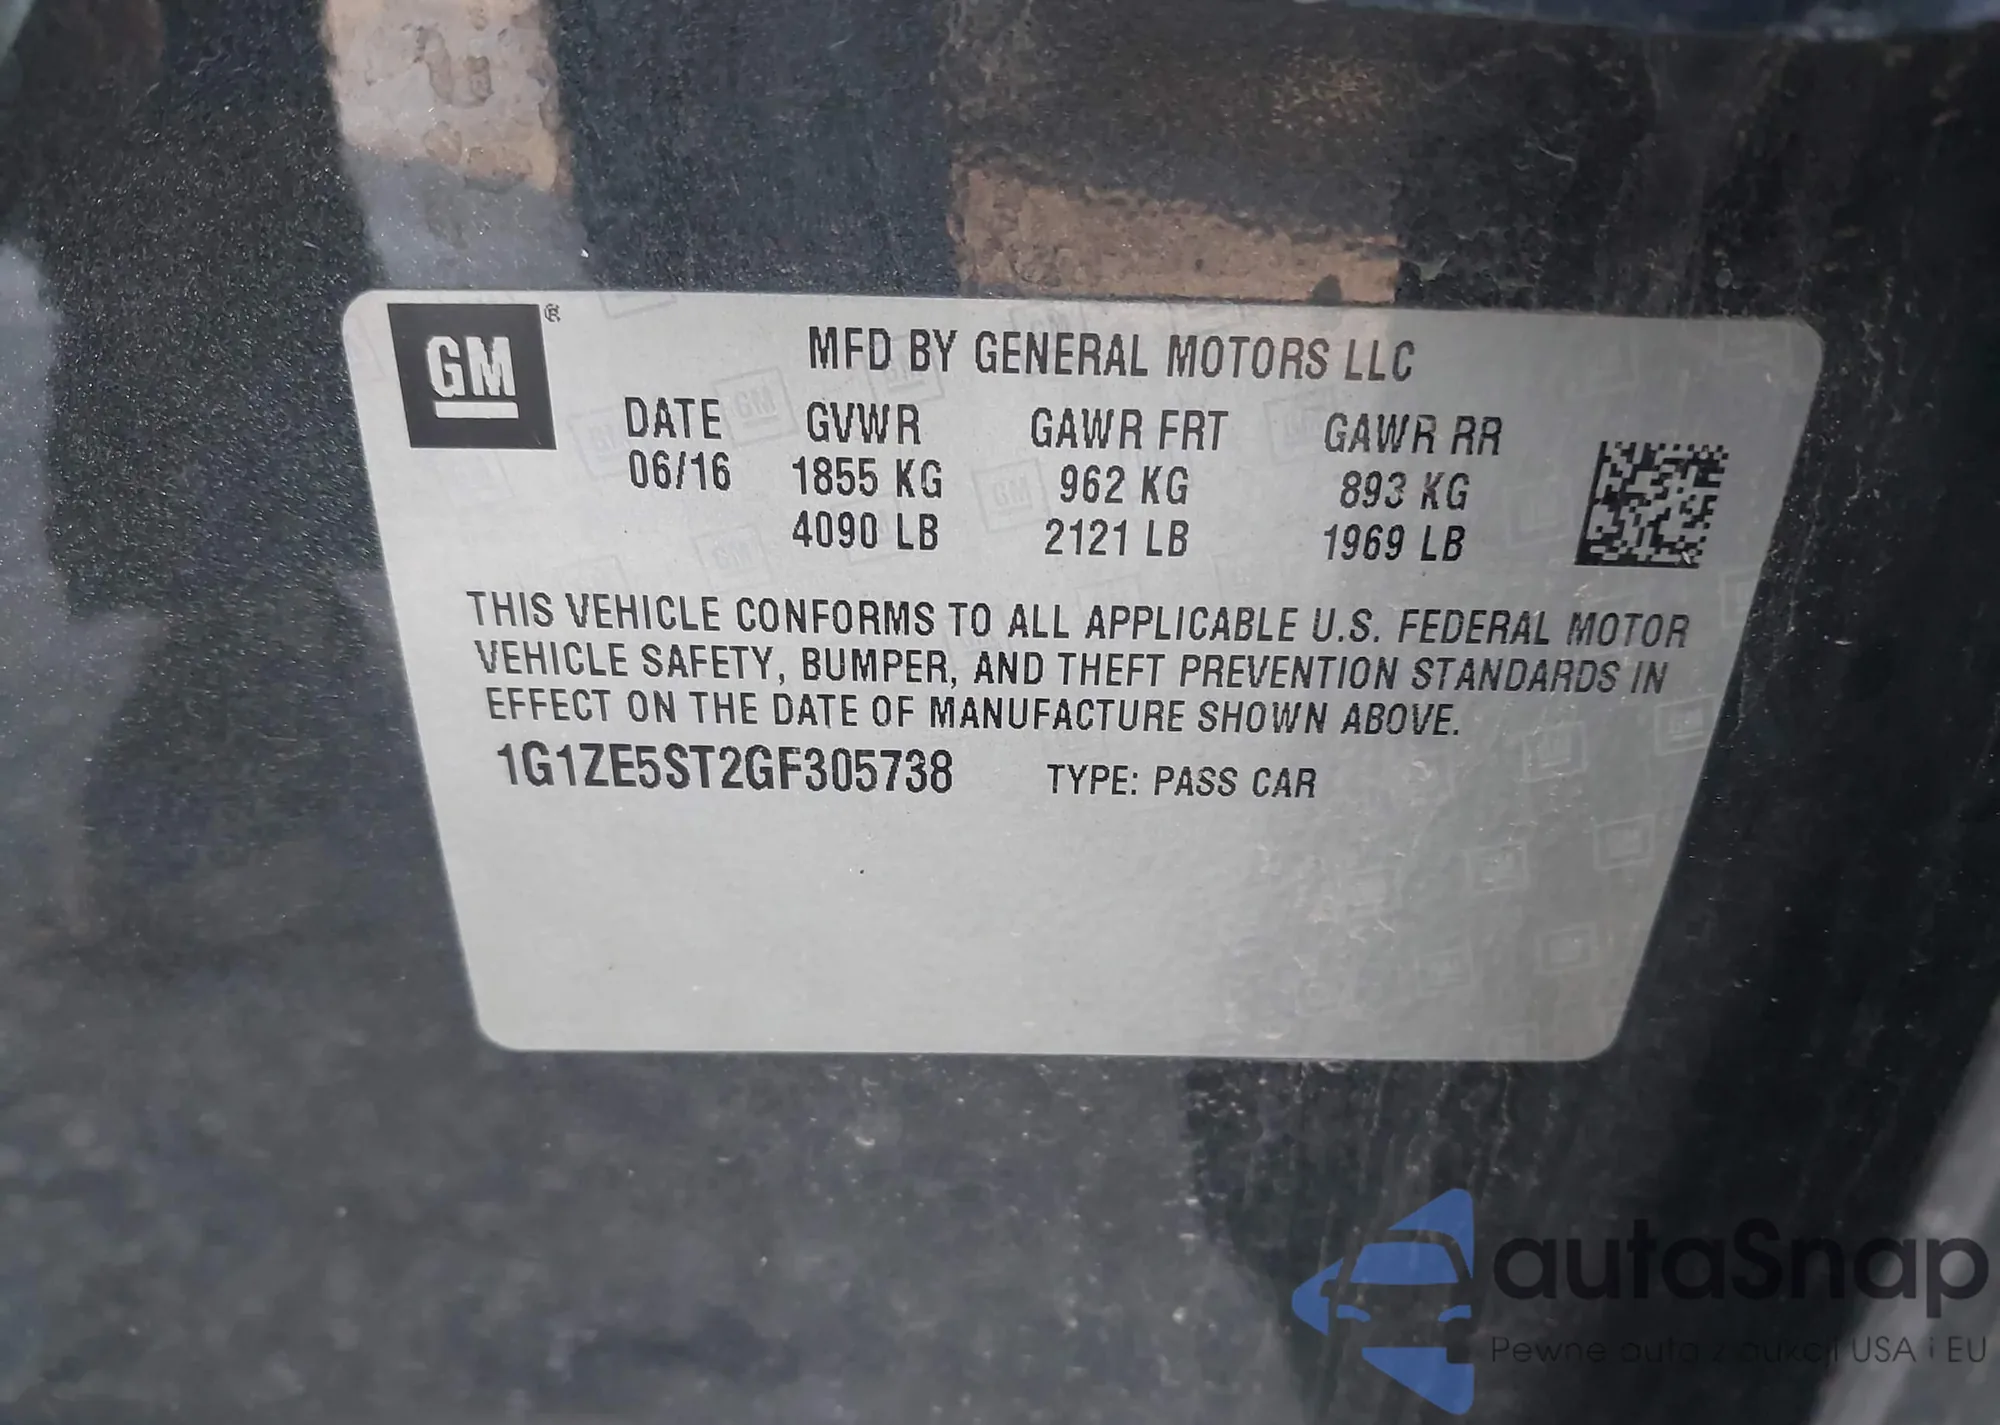 GM ®
MFD BY GENERAL MOTORS LLC
DATE GVWR GAWR FRT GAWR RR
06/16 1855 KG 962 KG 893 KG
4090 LB 2121 LB 1969 LB
THIS VEHICLE CONFORMS TO ALL APPLICABLE U.S. FEDERAL MOTOR
VEHICLE SAFETY, BUMPER, AND THEFT PREVENTION STANDARDS IN
EFFECT ON THE DATE OF MANUFACTURE SHOWN ABOVE.
1G1ZE5ST2GF305738 TYPE: PASS CAR
autaSnap
Pewne auta z aukcji USA i EU